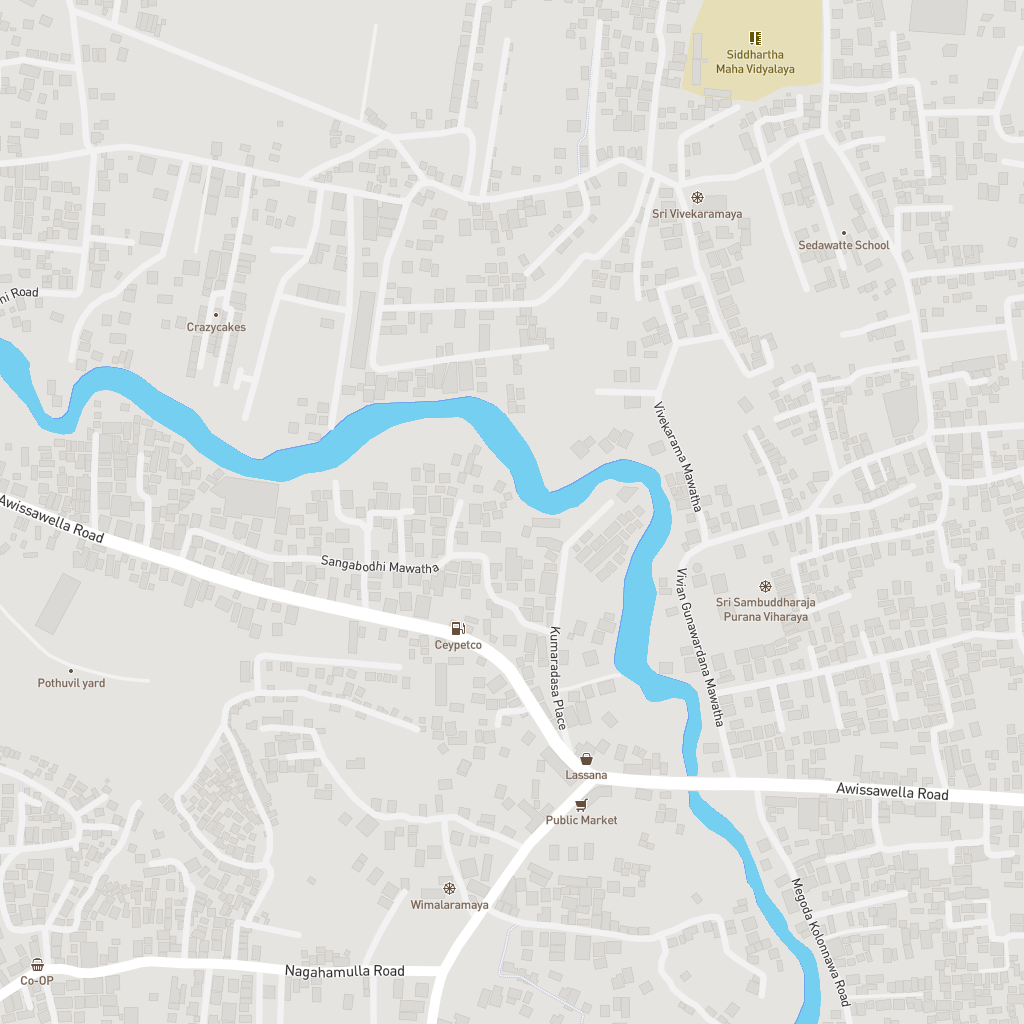 Siddhartha
Maha Vidyalaya
Sri Vivekaramaya
Sedawatte School
Road
Crazycakes
Vivekarama Mawatha
Awissawella Road
Sangabodhi Mawatha
Sri Sambuddharaja
Purana Viharaya
Vivian Gunawardana Mawatha
Ceypetco
Kumaradasa Place
Pothuvil yard
Lassana
Awissawella Road
Public Market
Wimalaramaya
Megoda Kolonnawa Road
Co-OP
Nagahamulla Road